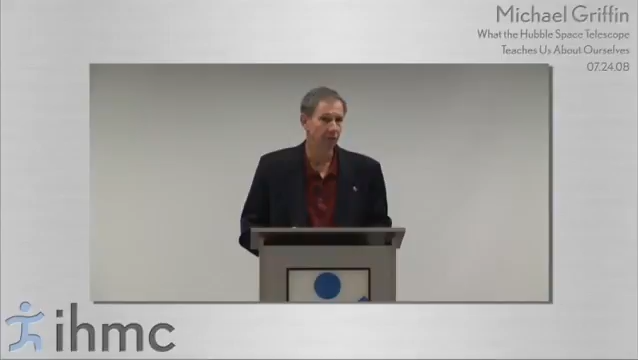 Michael Griffin
What the Hubble Space Telescope
Teaches Us About Ourselves
07.24.08
ihmc